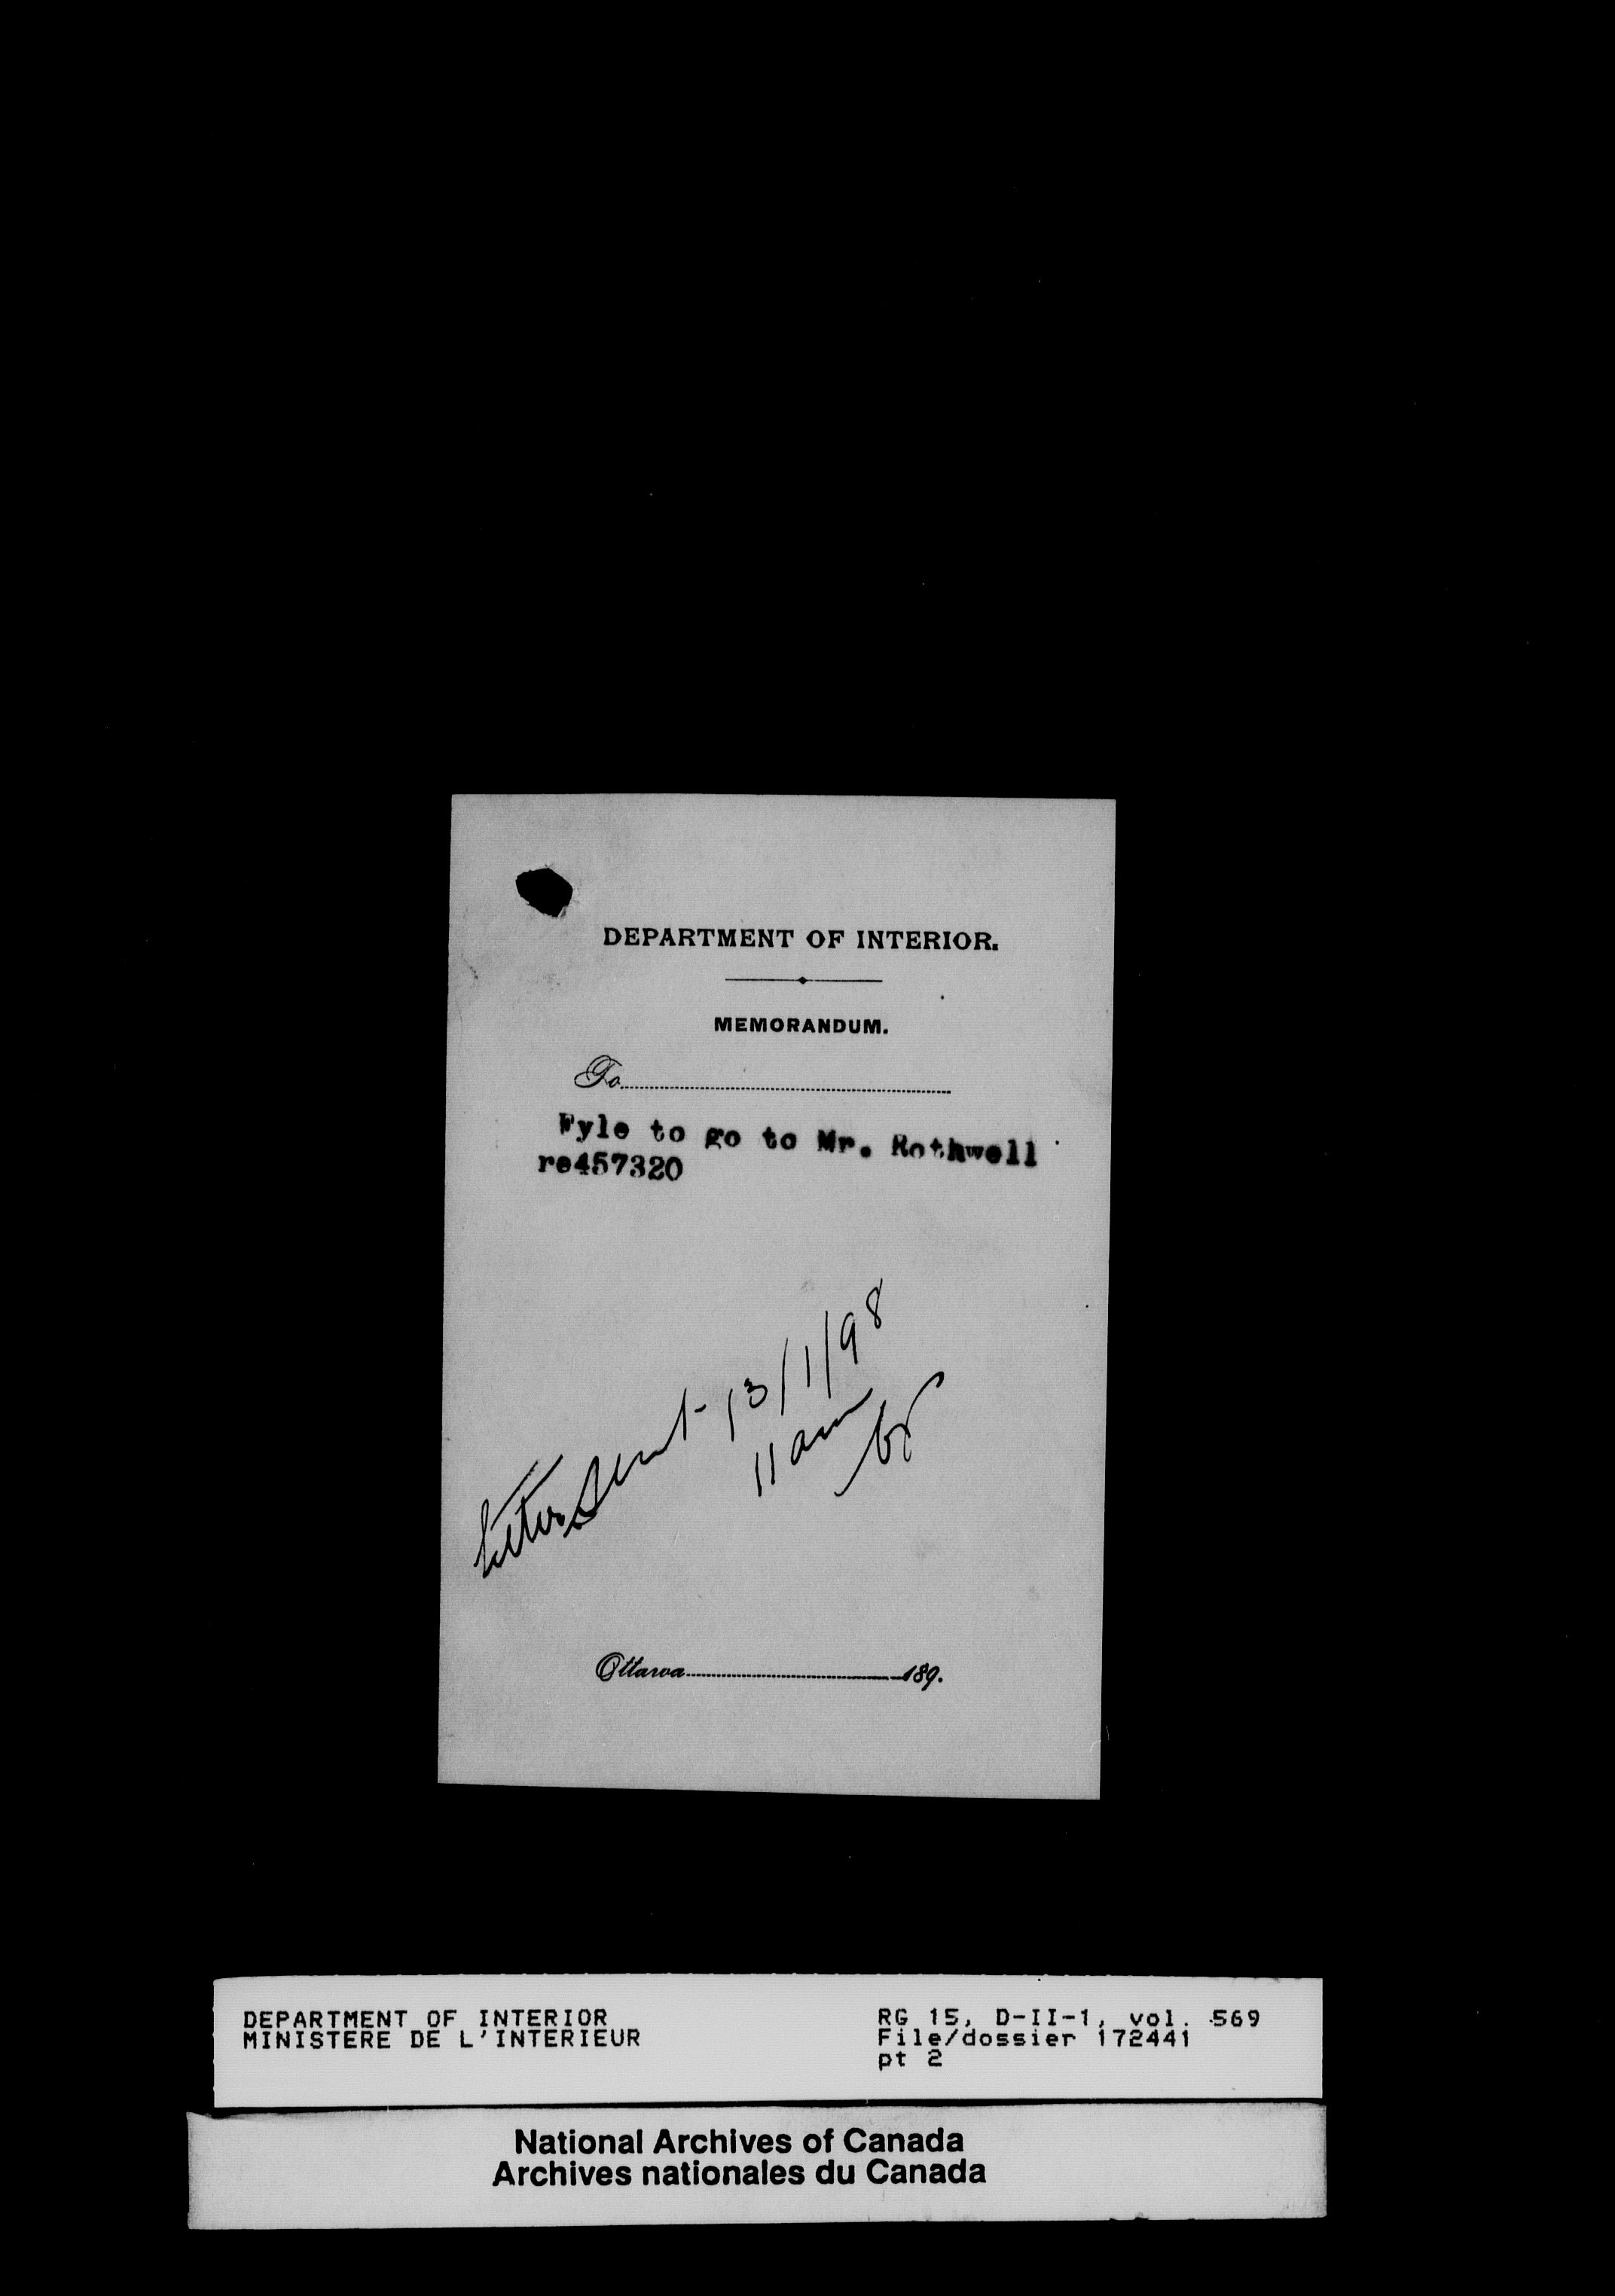 DEPARTMENT OF INTERIOR.
MEMORANDUM.
To
Fyle to go to Mr. Rothwell
re457320
Letter sent 13/1/98
11 am
Ottawa 189.
DEPARTMENT OF INTERIOR
MINISTERE DE L'INTERIEUR
RG 15, D-II-1, vol. 569
File/dossier 172441
pt 2
National Archives of Canada
Archives nationales du Canada